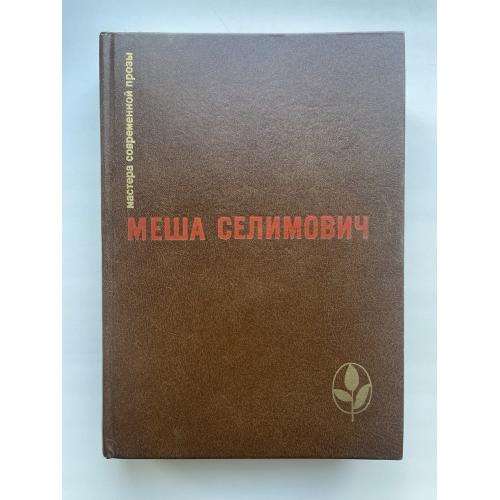 мастера современной прозы
МЕША СЕЛИМОВИЧ